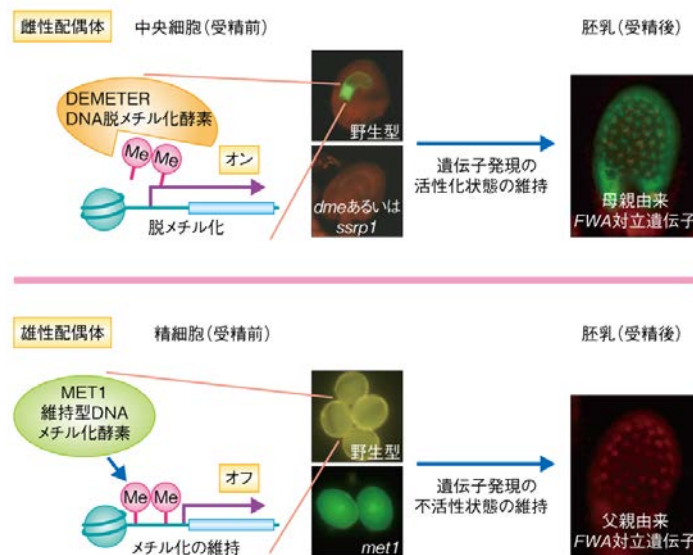 雌性配偶体
中央細胞(受精前)
胚乳(受精後)
DEMETER
DNA脱メチル化酵素
Me
Me
オン
脱メチル化
野生型
dmeあるいは
ssrp1
遺伝子発現の
活性化状態の維持
母親由来
FWA対立遺伝子
雄性配偶体
精細胞(受精前)
胚乳(受精後)
MET1
維持型DNA
メチル化酵素
Me
Me
オフ
メチル化の維持
野生型
met1
遺伝子発現の
不活性状態の維持
父親由来
FWA対立遺伝子